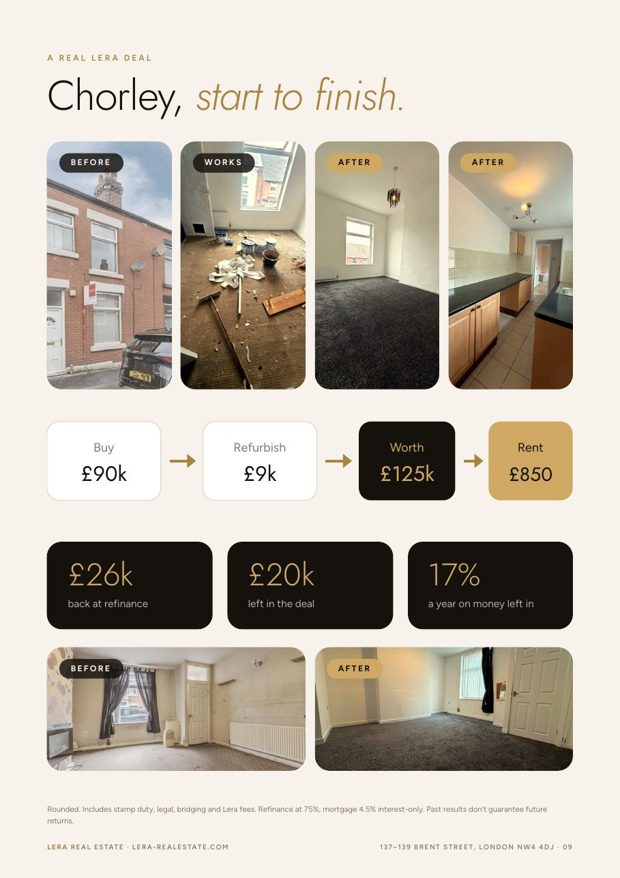 A REAL LERA DEAL
Chorley, start to finish.
BEFORE
WORKS
AFTER
AFTER
Buy
£90k
Refurbish
£9k
Worth
£125k
Rent
£850
£26k
back at refinance
£20k
left in the deal
17%
a year on money left in
BEFORE
AFTER
Rounded. Includes stamp duty, legal, bridging and Lera fees. Refinance at 75%; mortgage 4.5% interest-only. Past results don't guarantee future
returns.
LERA REAL ESTATE · LERA-REALESTATE.COM
137–139 BRENT STREET, LONDON NW4 4DJ · 09